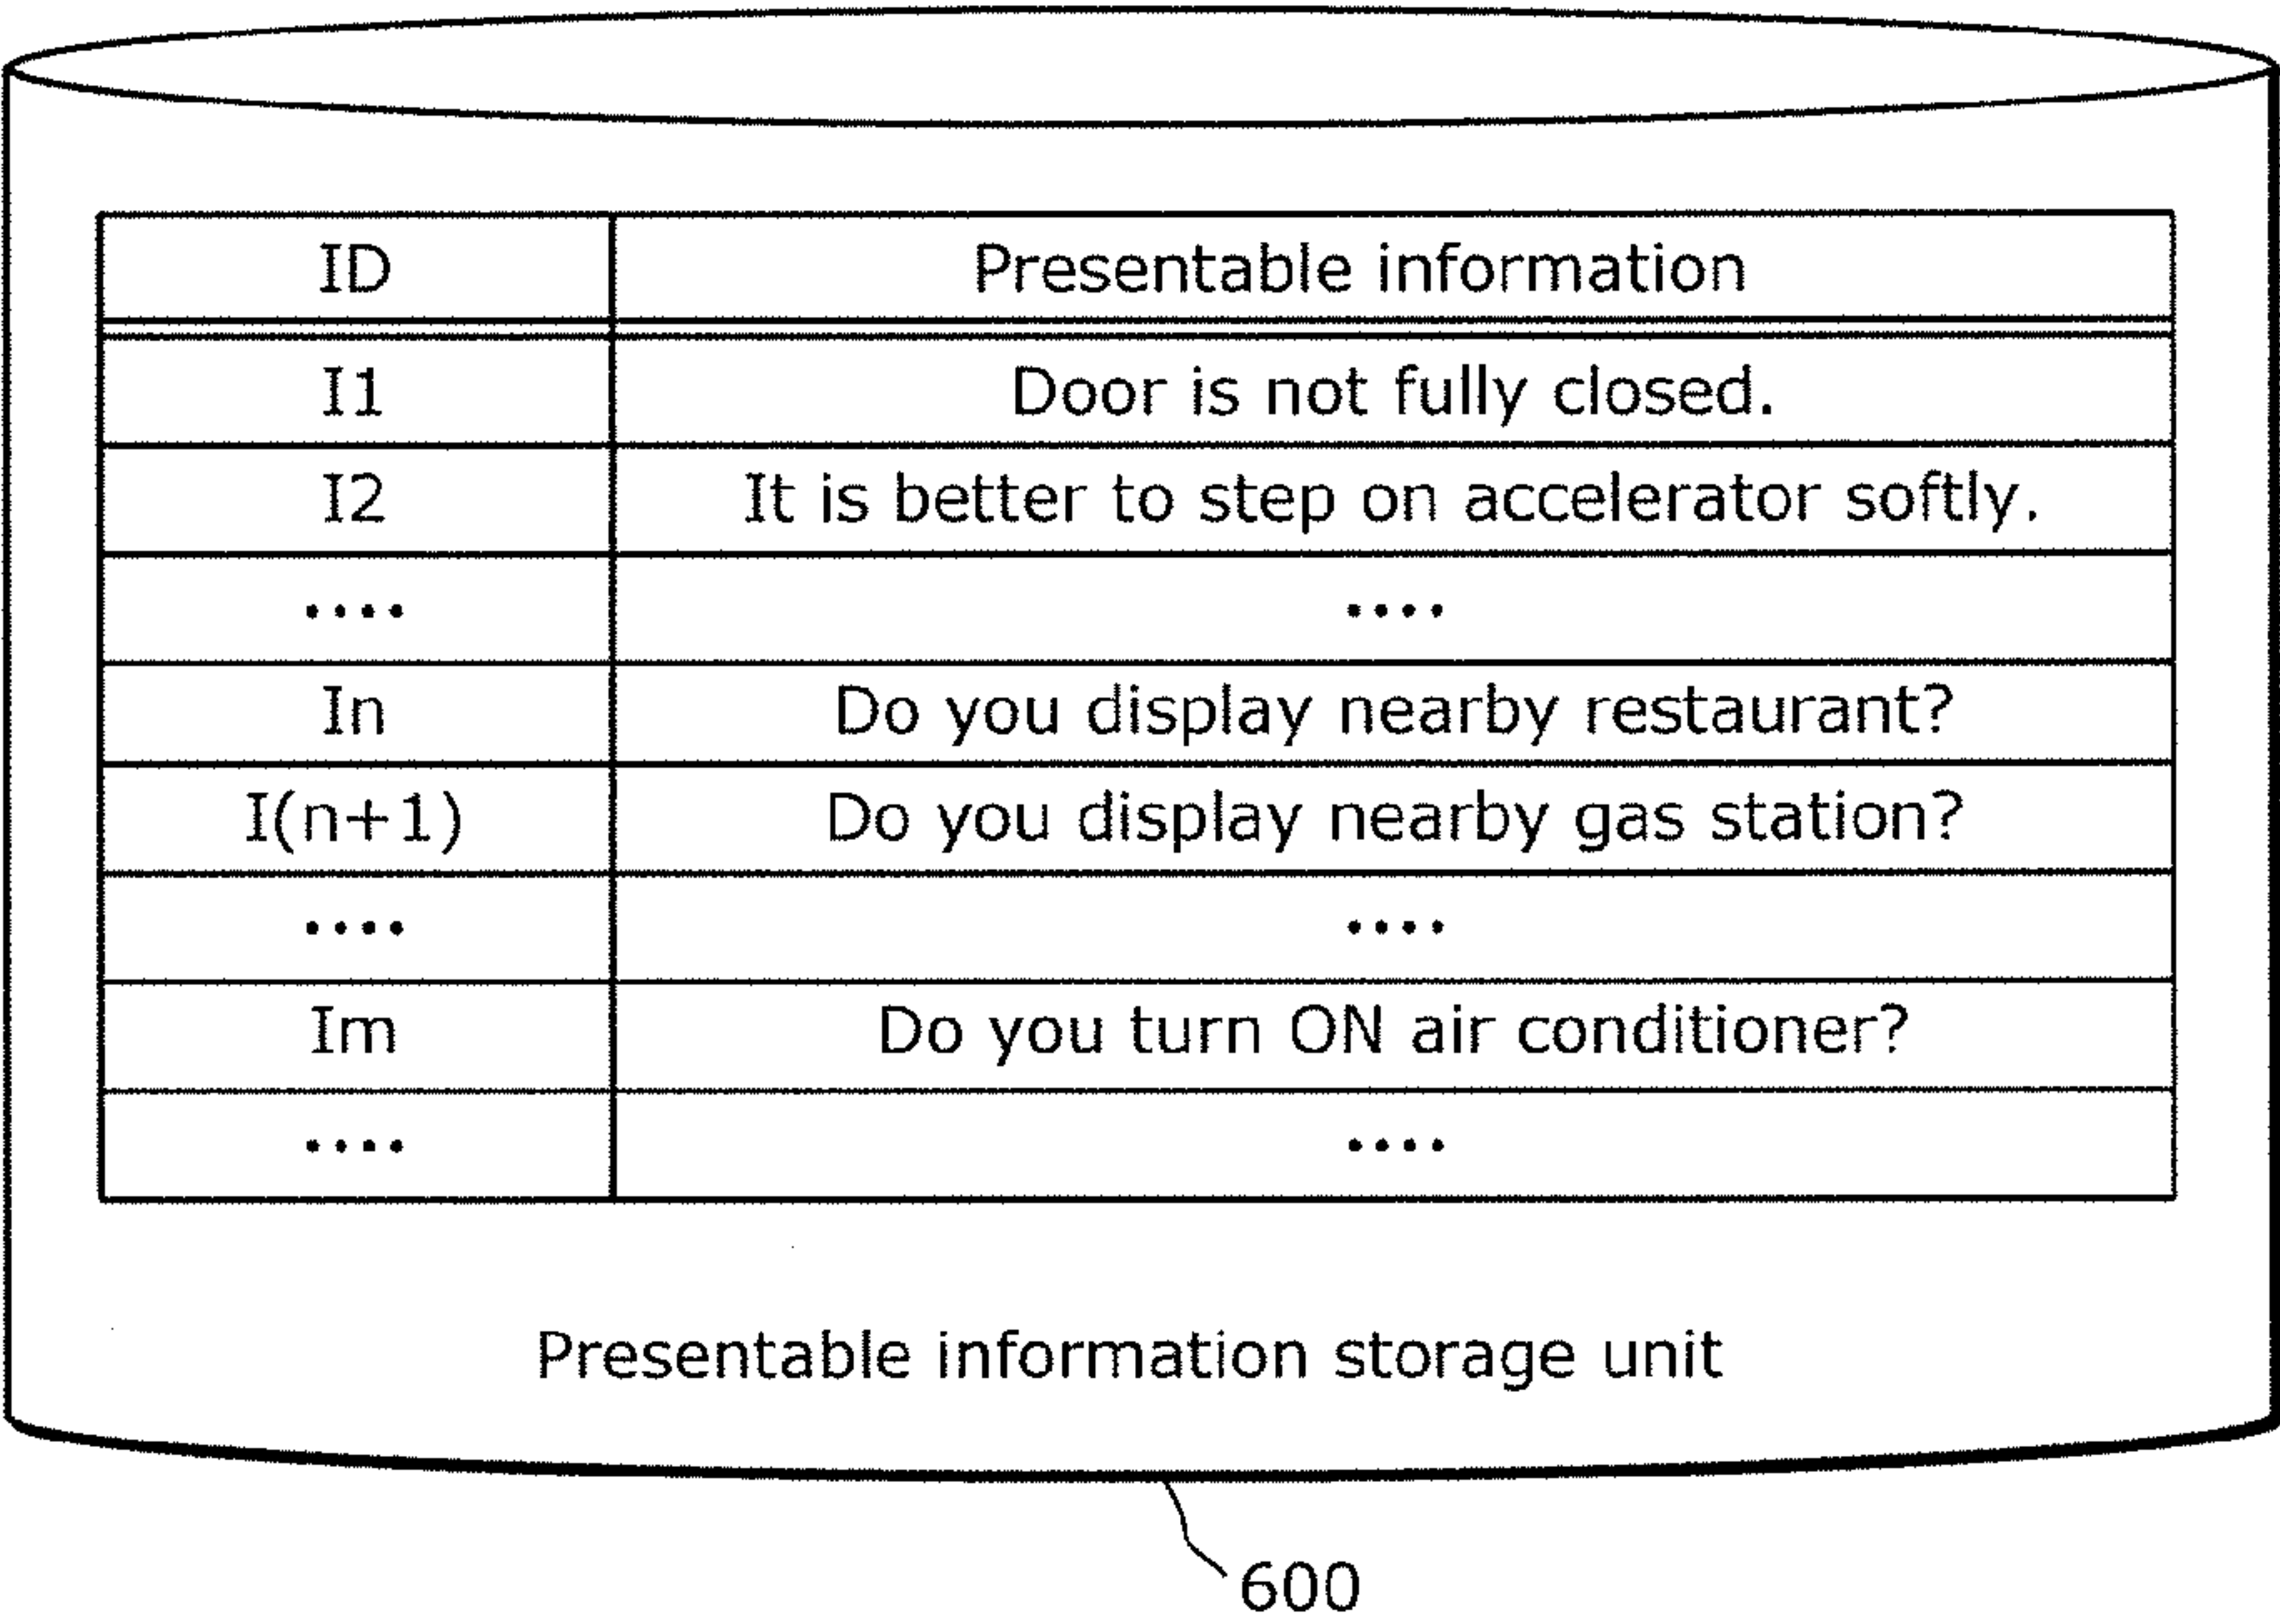 ID Presentable information
I1 Door is not fully closed.
I2 It is better to step on accelerator softly.
.... ....
In Do you display nearby restaurant?
I(n+1) Do you display nearby gas station?
.... ....
Im Do you turn ON air conditioner?
.... ....
Presentable information storage unit
600